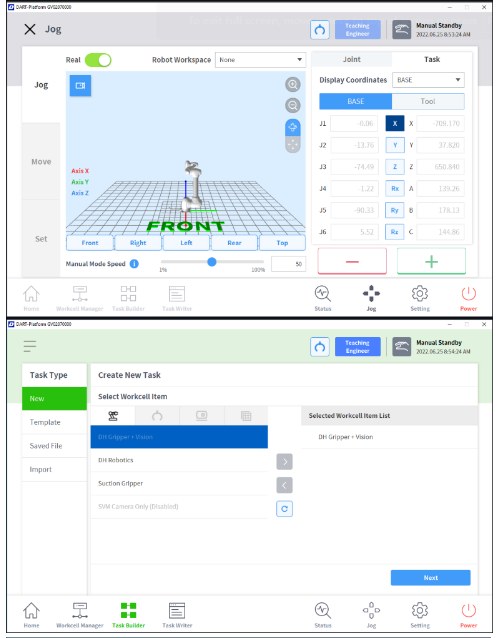 DART-Platform GV02070000
Jog
Teaching Engineer
Manual Standby
2022.06.25 8:53:24 AM
Real
Robot Workspace None
Joint Task
Jog
Display Coordinates BASE
BASE Tool
J1 -0.06 X X -709.170
J2 -13.76 Y Y 37.820
Move
J3 -74.49 Z Z 650.840
Axis X
Axis Y
Axis Z
J4 -1.22 Rx A 139.26
J5 -90.33 Ry B 178.13
FRONT
J6 5.52 Rz C 144.86
Set
Front Right Left Rear Top
Manual Mode Speed 1% 100% 50
− +
Home Workcell Manager Task Builder Task Writer Status Jog Setting Power
DART-Platform GV02070000
Teaching Engineer
Manual Standby
2022.06.25 8:54:24 AM
Task Type Create New Task
New Select Workcell Item
Template
Selected Workcell Item List
DH Gripper + Vision DH Gripper + Vision
Saved File
DH Robotics
Import
Suction Gripper
SVM Camera Only (Disabled)
Next
Home Workcell Manager Task Builder Task Writer Status Jog Setting Power